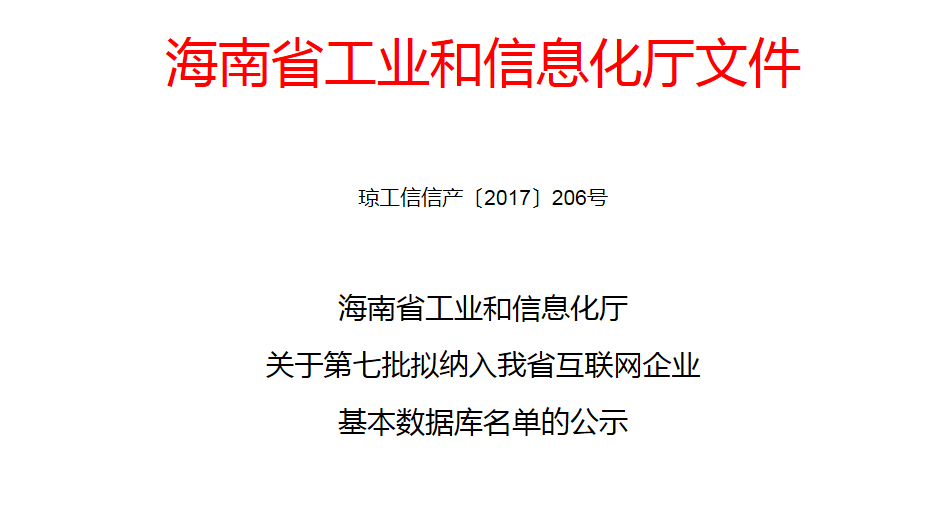 海南省工业和信息化厅文件
琼工信信产〔2017〕206号
海南省工业和信息化厅
关于第七批拟纳入我省互联网企业
基本数据库名单的公示